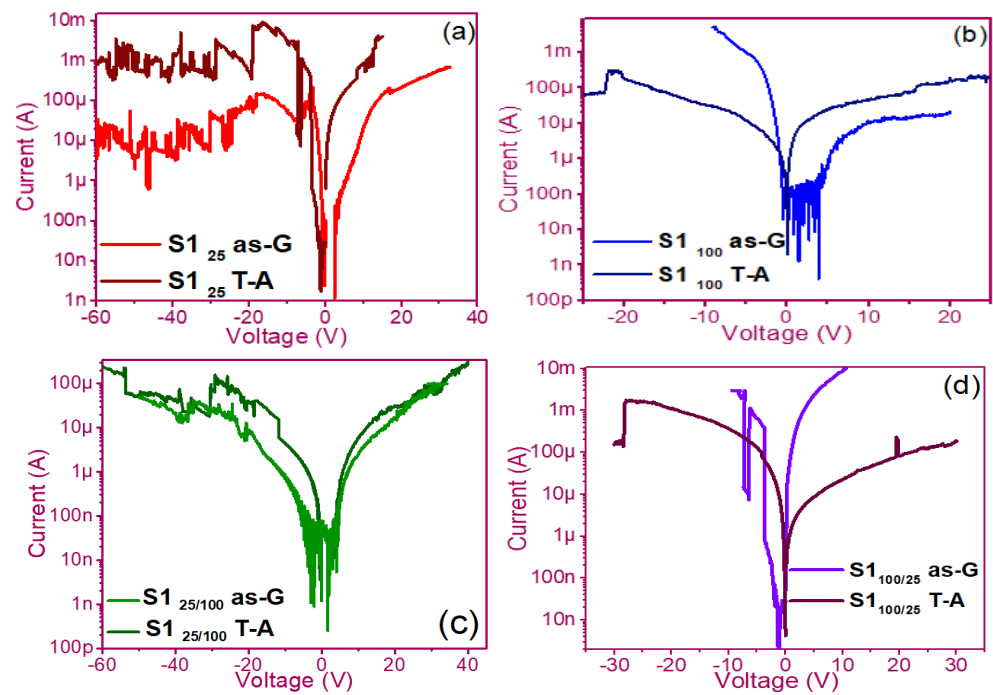 (a)
10m
1m
100µ
10µ
1µ
100n
10n
1n
Current (A)
S1 25 as-G
S1 25 T-A
-60 -40 -20 0 20 40
Voltage (V)
(b)
1m
100µ
10µ
1µ
100n
10n
1n
100p
Current (A)
S1 100 as-G
S1 100 T-A
-20 -10 0 10 20
Voltage (V)
(c)
100µ
10µ
1µ
100n
10n
1n
100p
Current (A)
S1 25/100 as-G
S1 25/100 T-A
-60 -40 -20 0 20 40
Voltage (V)
(d)
10m
1m
100µ
10µ
1µ
100n
10n
Current (A)
S1100/25 as-G
S1100/25 T-A
-30 -20 -10 0 10 20 30
Voltage (V)